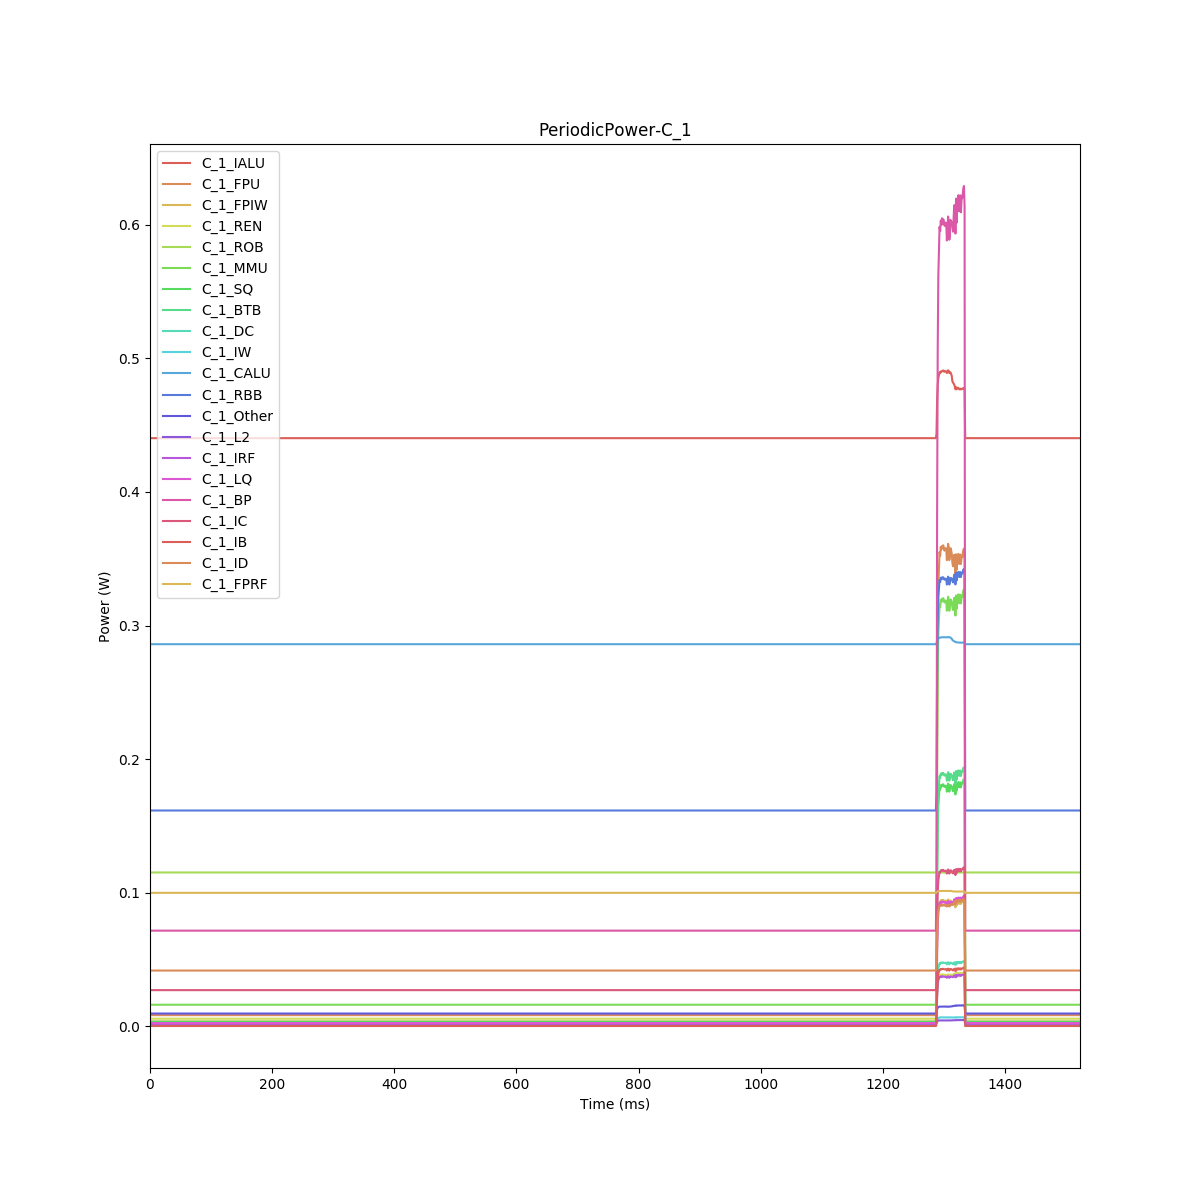 PeriodicPower-C_1
C_1_IALU
C_1_FPU
C_1_FPIW
C_1_REN
C_1_ROB
C_1_MMU
C_1_SQ
C_1_BTB
C_1_DC
C_1_IW
C_1_CALU
C_1_RBB
C_1_Other
C_1_L2
C_1_IRF
C_1_LQ
C_1_BP
C_1_IC
C_1_IB
C_1_ID
C_1_FPRF
0.6
0.5
0.4
0.3
0.2
0.1
0.0
Power (W)
0 200 400 600 800 1000 1200 1400
Time (ms)